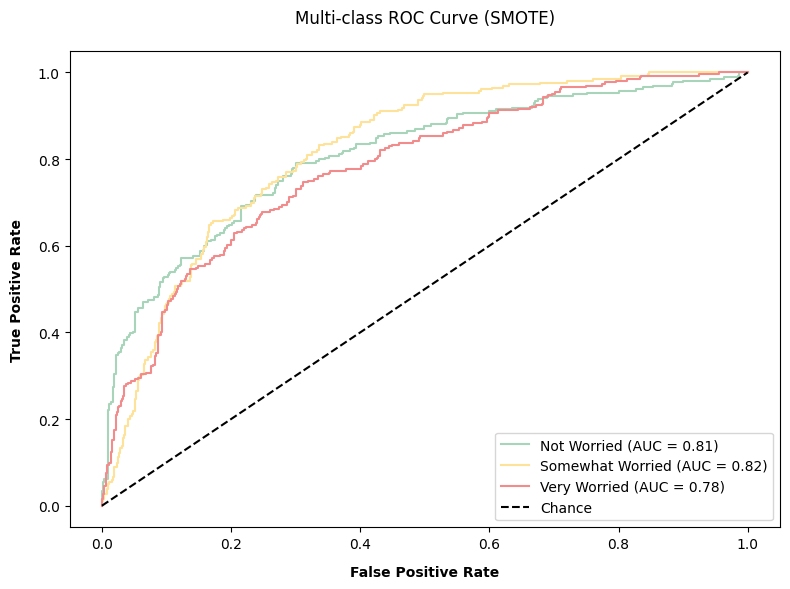 Multi-class ROC Curve (SMOTE)
True Positive Rate
1.0
0.8
0.6
0.4
0.2
0.0
Not Worried (AUC = 0.81)
Somewhat Worried (AUC = 0.82)
Very Worried (AUC = 0.78)
Chance
0.0 0.2 0.4 0.6 0.8 1.0
False Positive Rate